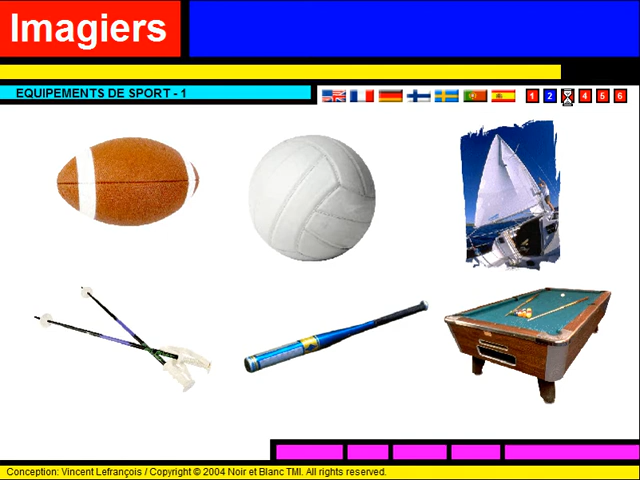 Imagiers
EQUIPEMENTS DE SPORT - 1
1 2 4 5 6
Conception: Vincent Lefrançois / Copyright © 2004 Noir et Blanc TMI. All rights reserved.